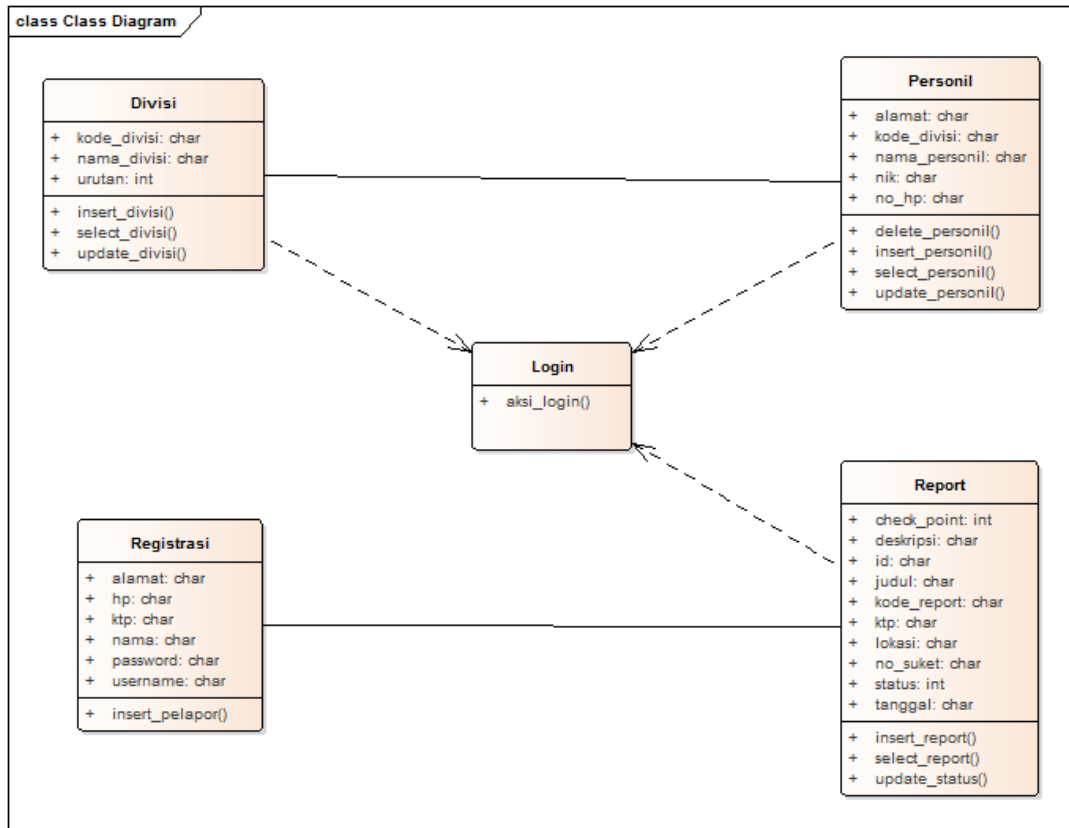 class Class Diagram
Divisi
+ kode_divisi: char
+ nama_divisi: char
+ urutan: int
+ insert_divisi()
+ select_divisi()
+ update_divisi()
Personil
+ alamat: char
+ kode_divisi: char
+ nama_personil: char
+ nik: char
+ no_hp: char
+ delete_personil()
+ insert_personil()
+ select_personil()
+ update_personil()
Login
+ aksi_login()
Registrasi
+ alamat: char
+ hp: char
+ ktp: char
+ nama: char
+ password: char
+ username: char
+ insert_pelapor()
Report
+ check_point: int
+ deskripsi: char
+ id: char
+ judul: char
+ kode_report: char
+ ktp: char
+ lokasi: char
+ no_suket: char
+ status: int
+ tanggal: char
+ insert_report()
+ select_report()
+ update_status()